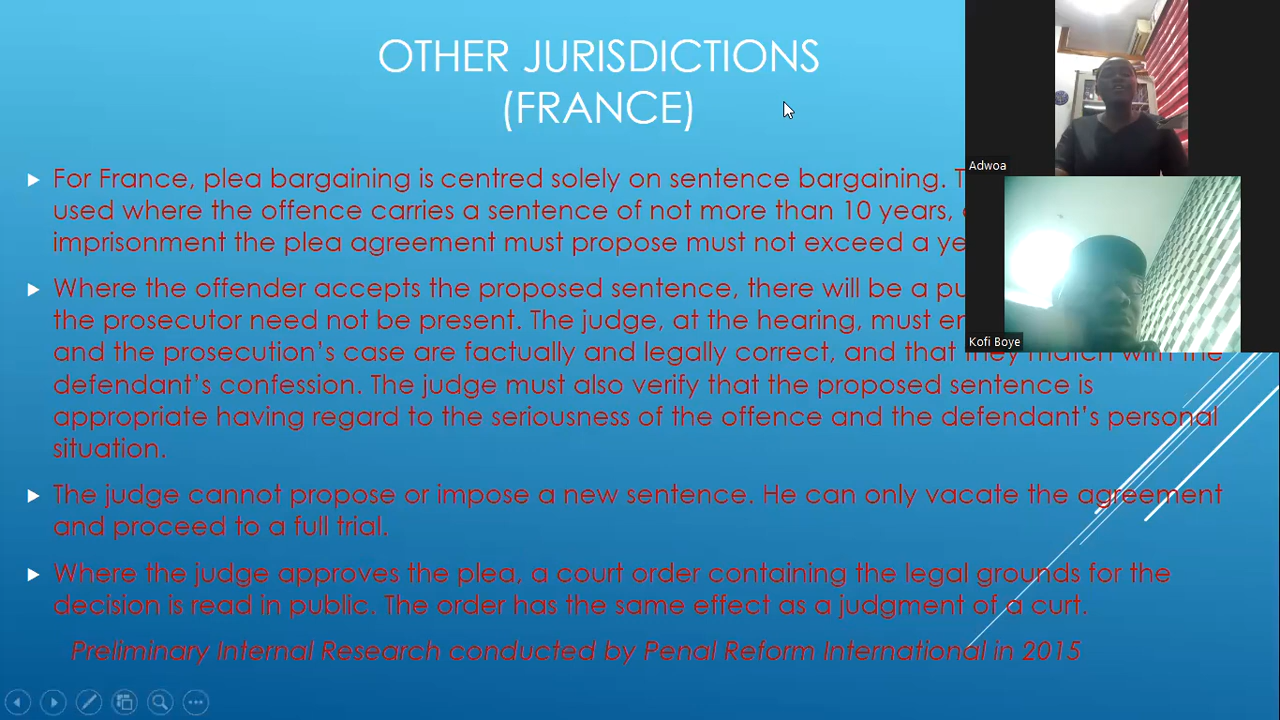 OTHER JURISDICTIONS
(FRANCE)
For France, plea bargaining is centred solely on sentence bargaining.
used where the offence carries a sentence of not more than 10 years,
imprisonment the plea agreement must propose must not exceed a
Where the offender accepts the proposed sentence, there will be a
the prosecutor need not be present. The judge, at the hearing, must
and the prosecution's case are factually and legally correct, and that they match with the
defendant's confession. The judge must also verify that the proposed sentence is
appropriate having regard to the seriousness of the offence and the defendant's personal
situation.
The judge cannot propose or impose a new sentence. He can only vacate the agreement
and proceed to a full trial.
Where the judge approves the plea, a court order containing the legal grounds for the
decision is read in public. The order has the same effect as a judgment of a curt.
Preliminary Internal Research conducted by Penal Reform International in 2015
Adwoa
Kofi Boye